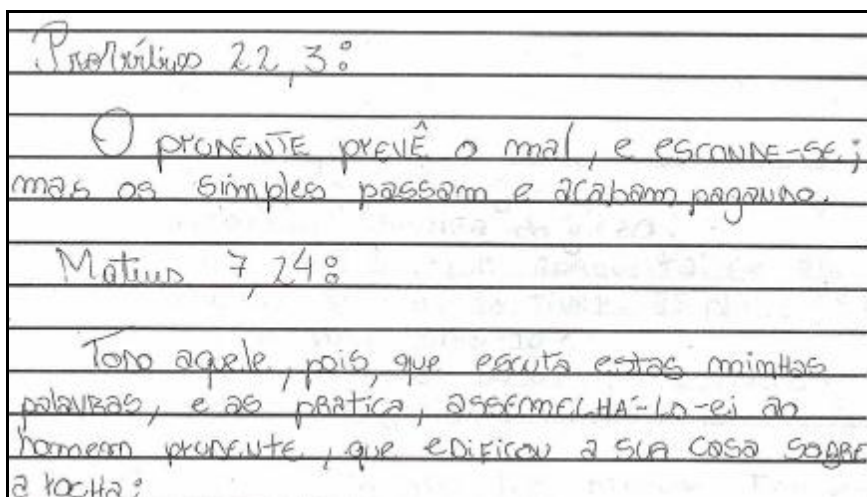 Provérbios 22,3:
O prudente prevê o mal, e esconde-se;
mas os simples passam e acabam pagando.
Mateus 7,24:
Todo aquele, pois, que escuta estas minhas
palavras, e as pratica, assemelhá-lo-ei ao
homem prudente, que edificou a sua casa sobre
a rocha;